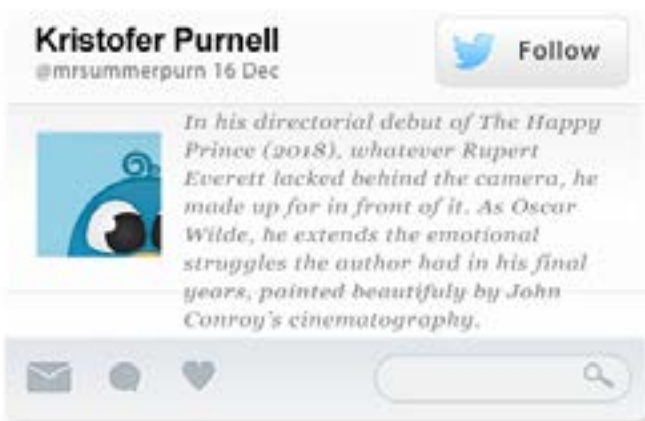 Kristofer Purnell
@mrsummerpurn 16 Dec
Follow
In his directorial debut of The Happy
Prince (2018), whatever Rupert
Everett lacked behind the camera, he
made up for in front of it. As Oscar
Wilde, he extends the emotional
struggles the author had in his final
years, painted beautifuly by John
Conroy's cinematography.